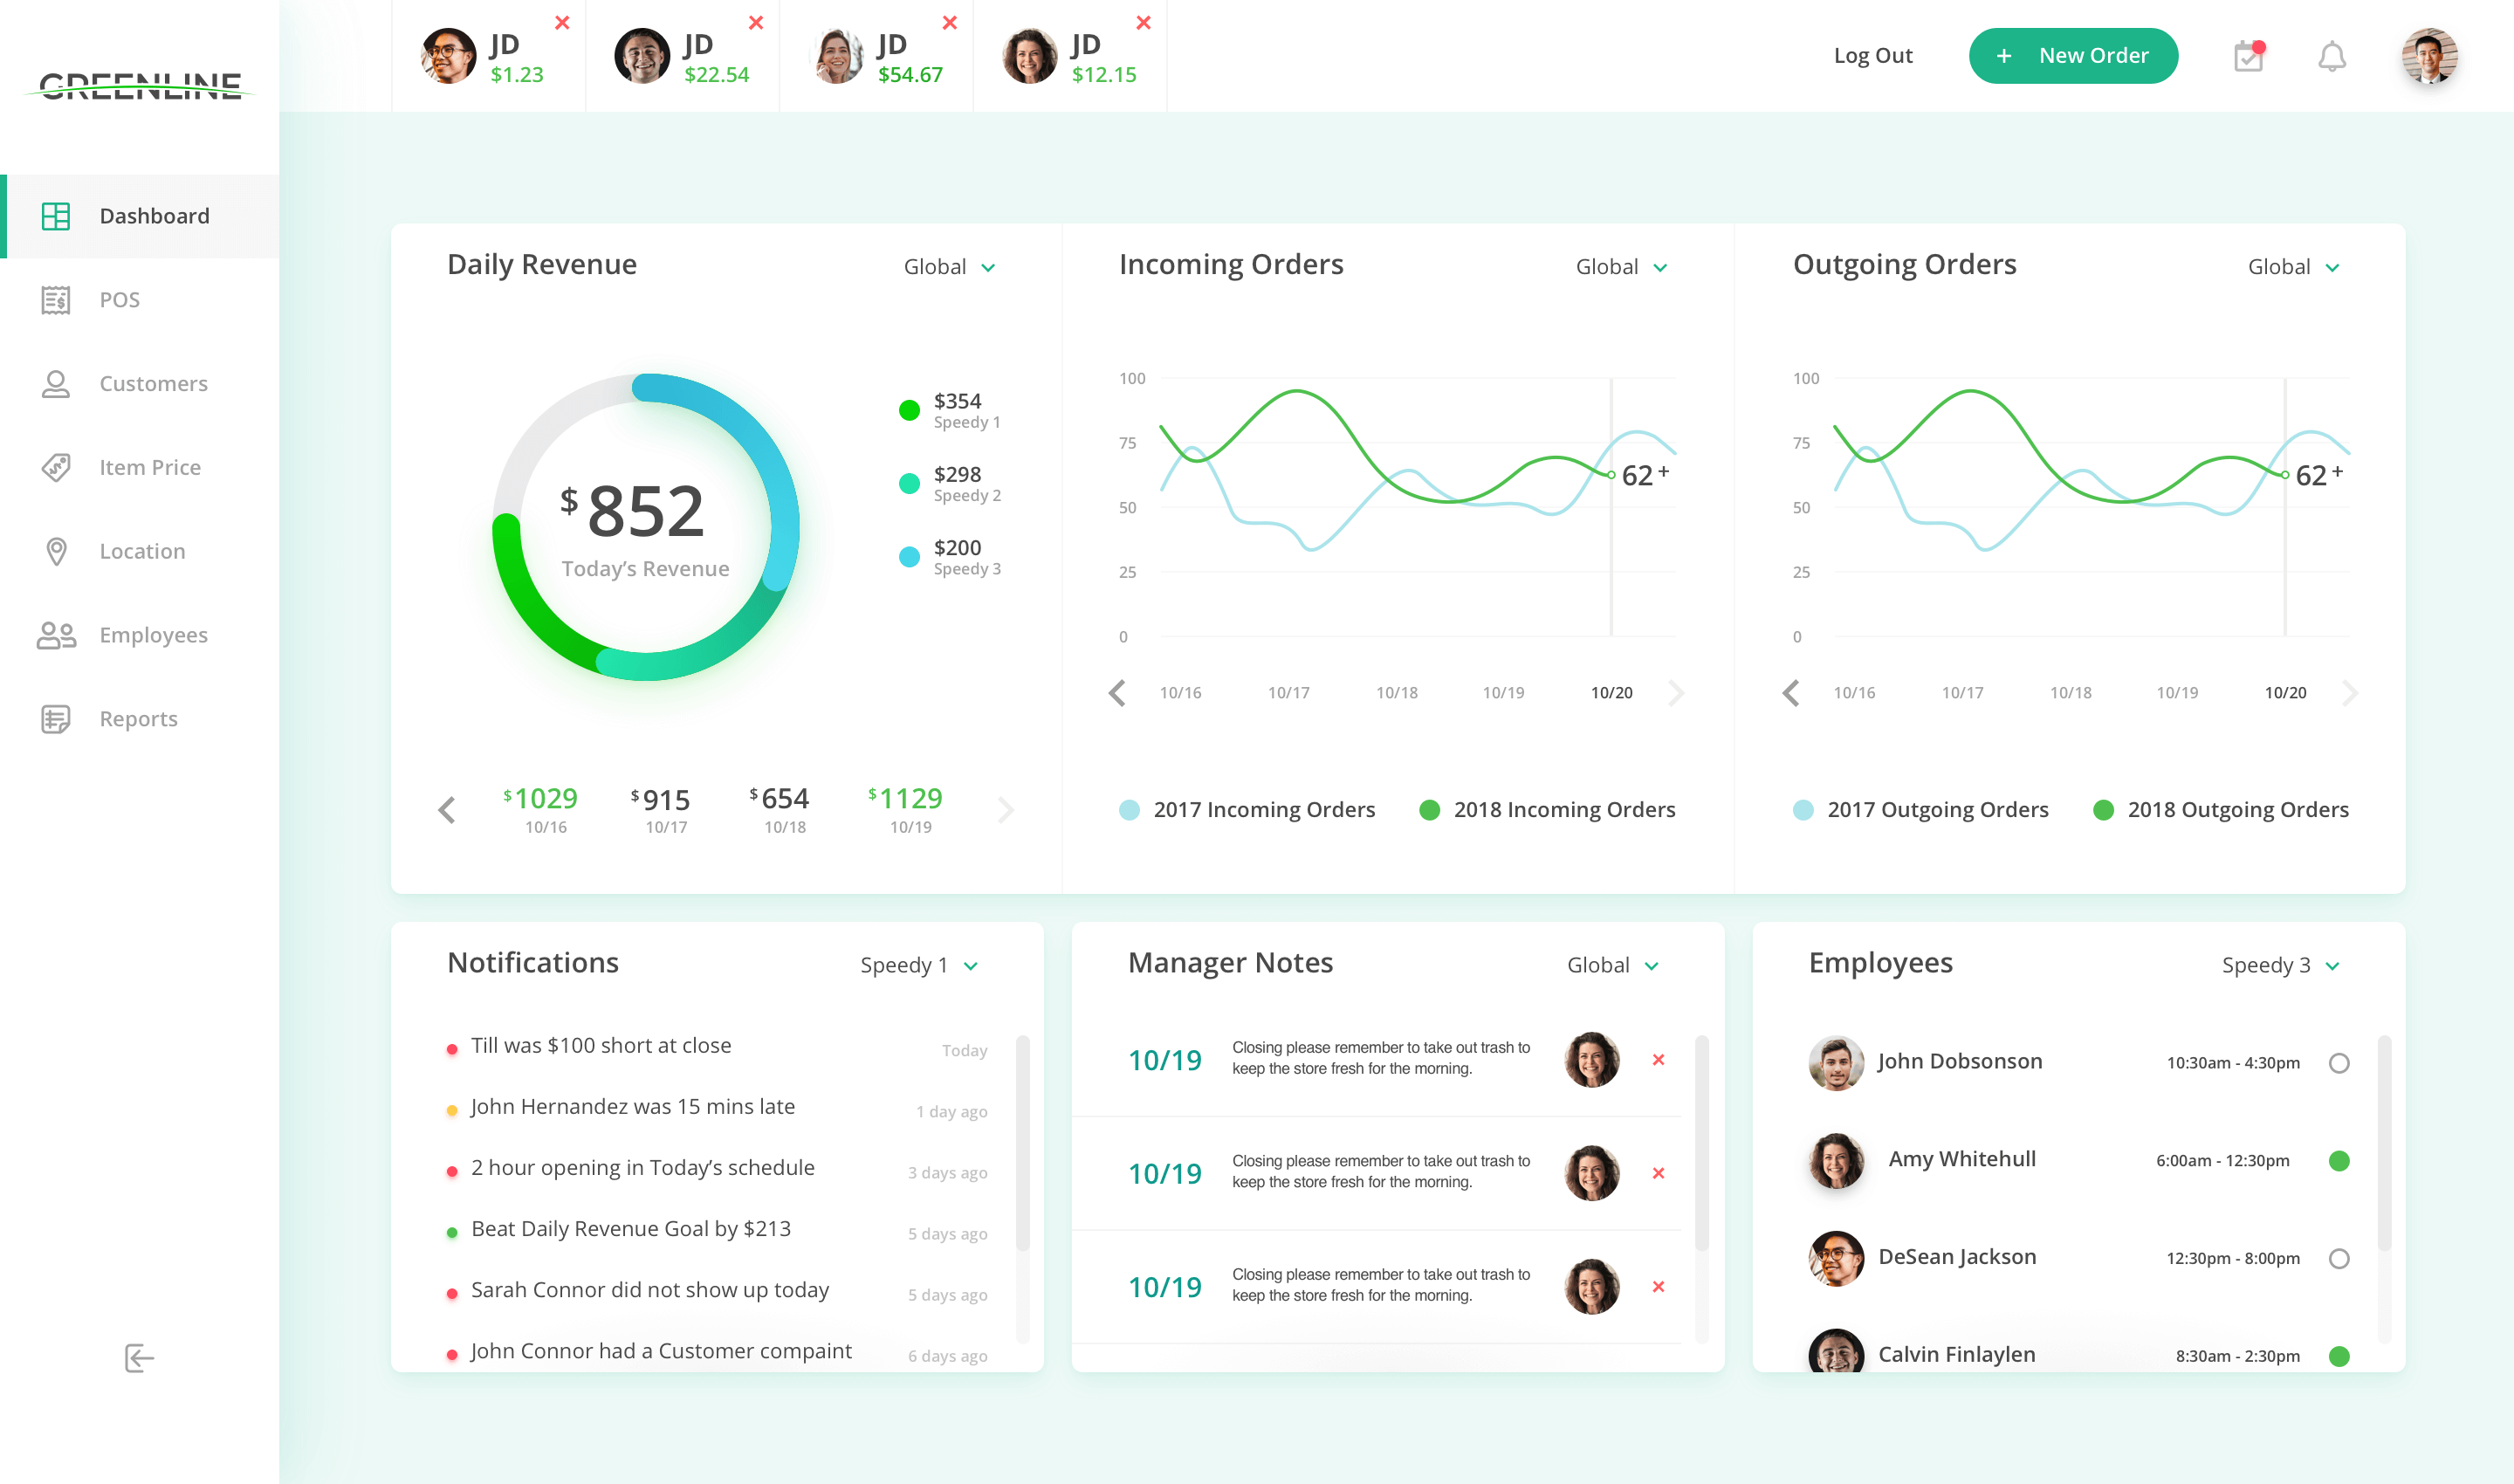 GREENLINE
JD
$1.23
JD
$22.54
JD
$54.67
JD
$12.15
Log Out
+ New Order
Dashboard
POS
Customers
Item Price
Location
Employees
Reports
Daily Revenue
Global
$852
Today’s Revenue
$354
Speedy 1
$298
Speedy 2
$200
Speedy 3
$1029
10/16
$915
10/17
$654
10/18
$1129
10/19
Incoming Orders
Global
100
75
50
25
0
62+
10/16 10/17 10/18 10/19 10/20
2017 Incoming Orders
2018 Incoming Orders
Outgoing Orders
Global
100
75
50
25
0
62+
10/16 10/17 10/18 10/19 10/20
2017 Outgoing Orders
2018 Outgoing Orders
Notifications
Speedy 1
Till was $100 short at close Today
John Hernandez was 15 mins late 1 day ago
2 hour opening in Today’s schedule 3 days ago
Beat Daily Revenue Goal by $213 5 days ago
Sarah Connor did not show up today 5 days ago
John Connor had a Customer compaint 6 days ago
Manager Notes
Global
10/19
Closing please remember to take out trash to
keep the store fresh for the morning.
10/19
Closing please remember to take out trash to
keep the store fresh for the morning.
10/19
Closing please remember to take out trash to
keep the store fresh for the morning.
Employees
Speedy 3
John Dobsonson 10:30am - 4:30pm
Amy Whitehull 6:00am - 12:30pm
DeSean Jackson 12:30pm - 8:00pm
Calvin Finlaylen 8:30am - 2:30pm